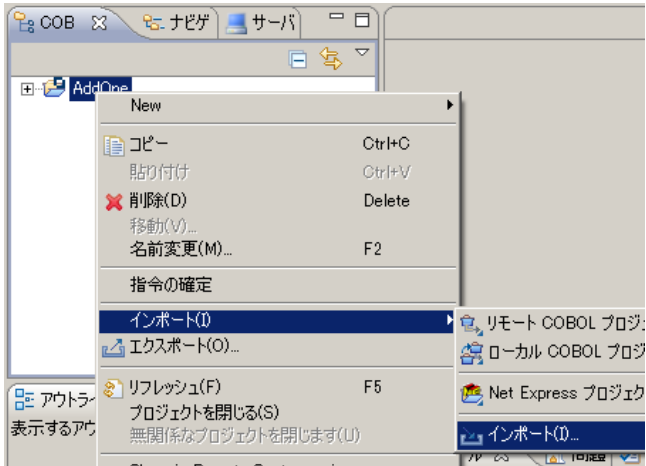 COB
ナビゲ
サーバ
AddOne
New
コピー Ctrl+C
貼り付け Ctrl+V
削除(D) Delete
移動(V)...
名前変更(M)... F2
指令の確定
インポート(I)
エクスポート(O)...
リモート COBOL プロジェ
ローカル COBOL プロジ
リフレッシュ(F) F5
Net Express プロジェク
アウトライ
プロジェクトを閉じる(S)
表示するアウ
無関係なプロジェクトを閉じます(U)
インポート(I)...
問題